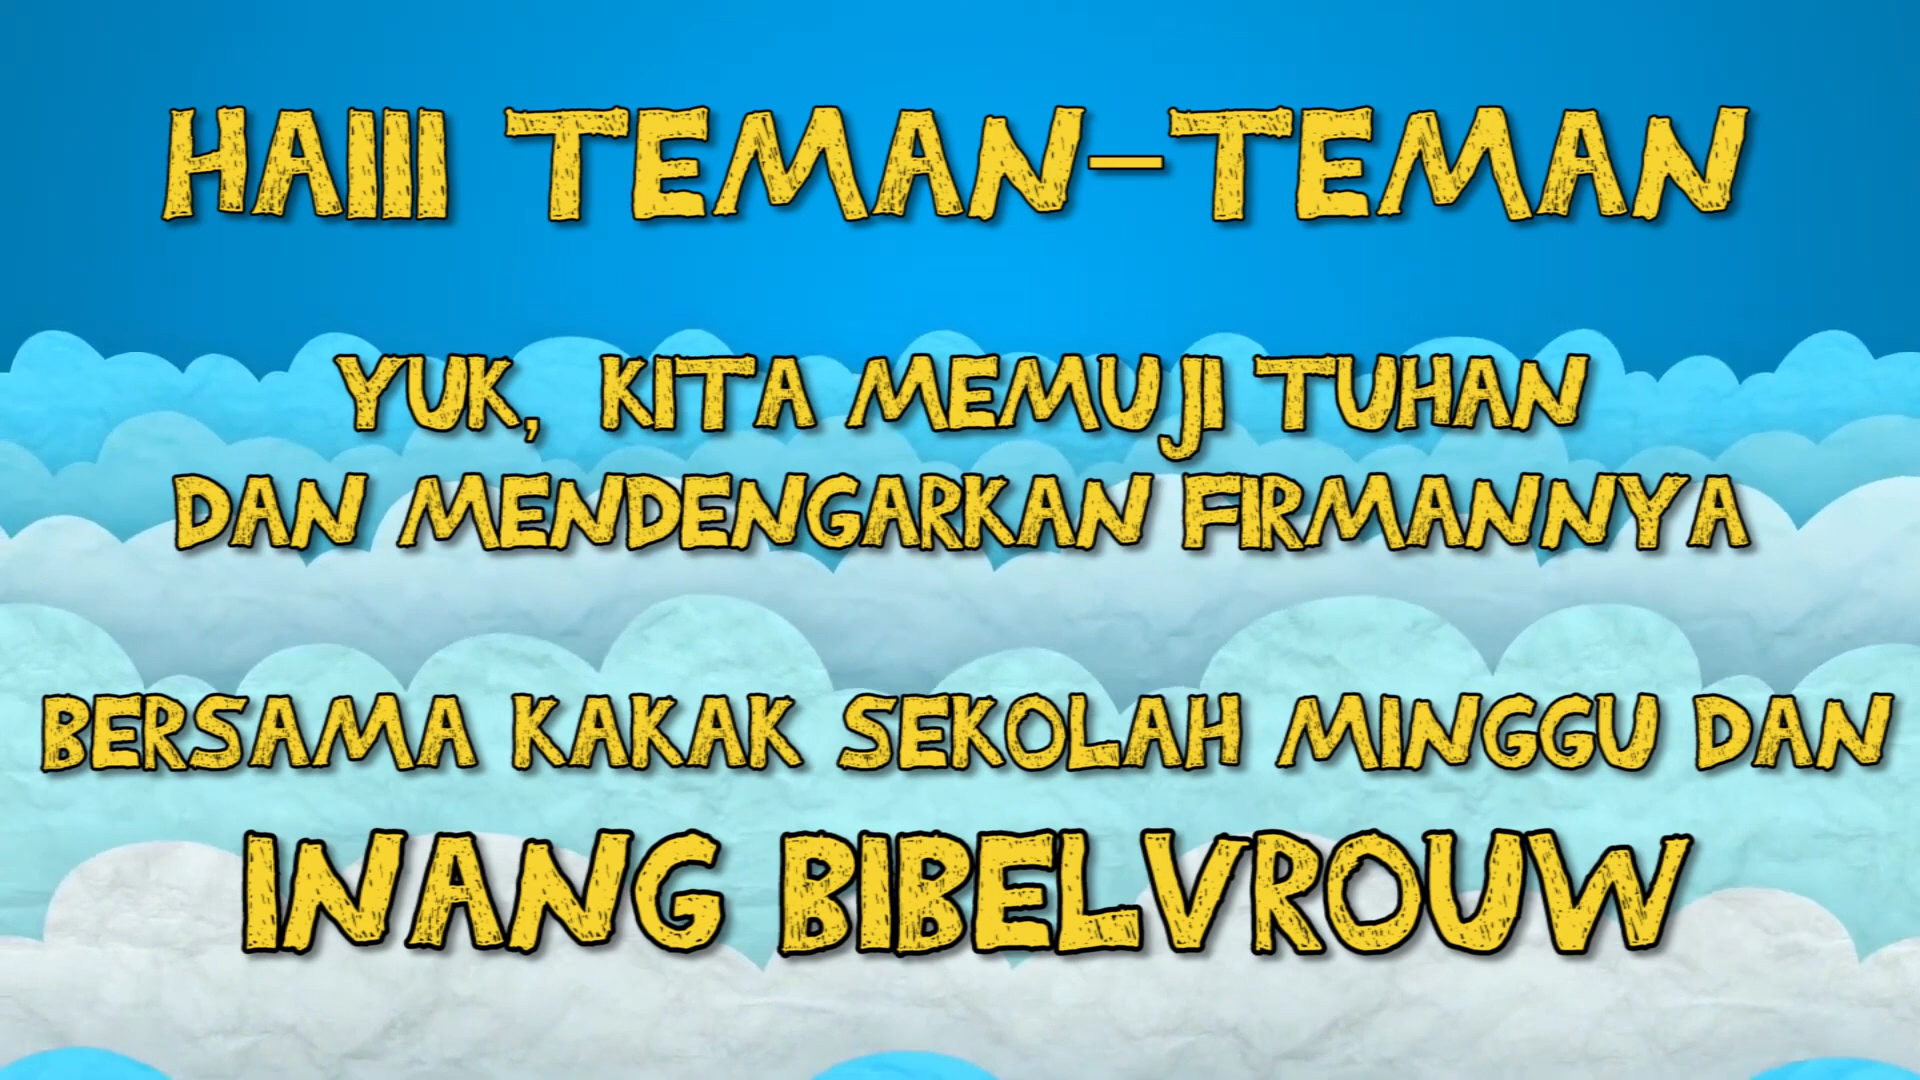 HAIII TEMAN-TEMAN
YUK, KITA MEMUJI TUHAN
DAN MENDENGARKAN FIRMANNYA
BERSAMA KAKAK SEKOLAH MINGGU DAN
INANG BIBELVROUW